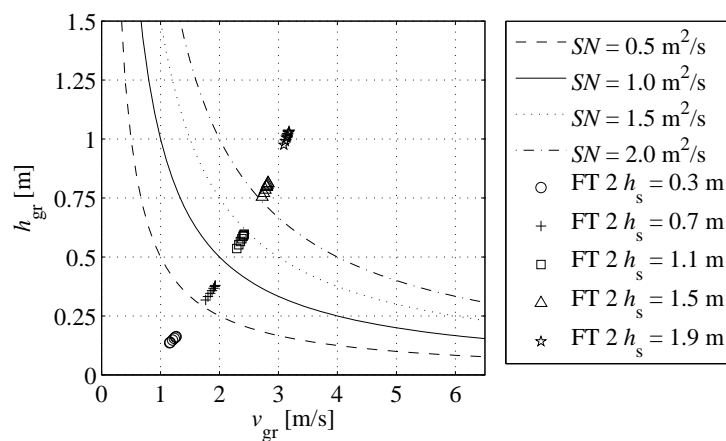 1.5
1.25
1
0.75
0.5
0.25
0
0 1 2 3 4 5 6
h_gr [m]
v_gr [m/s]
SN = 0.5 m²/s
SN = 1.0 m²/s
SN = 1.5 m²/s
SN = 2.0 m²/s
FT 2 h_s = 0.3 m
FT 2 h_s = 0.7 m
FT 2 h_s = 1.1 m
FT 2 h_s = 1.5 m
FT 2 h_s = 1.9 m